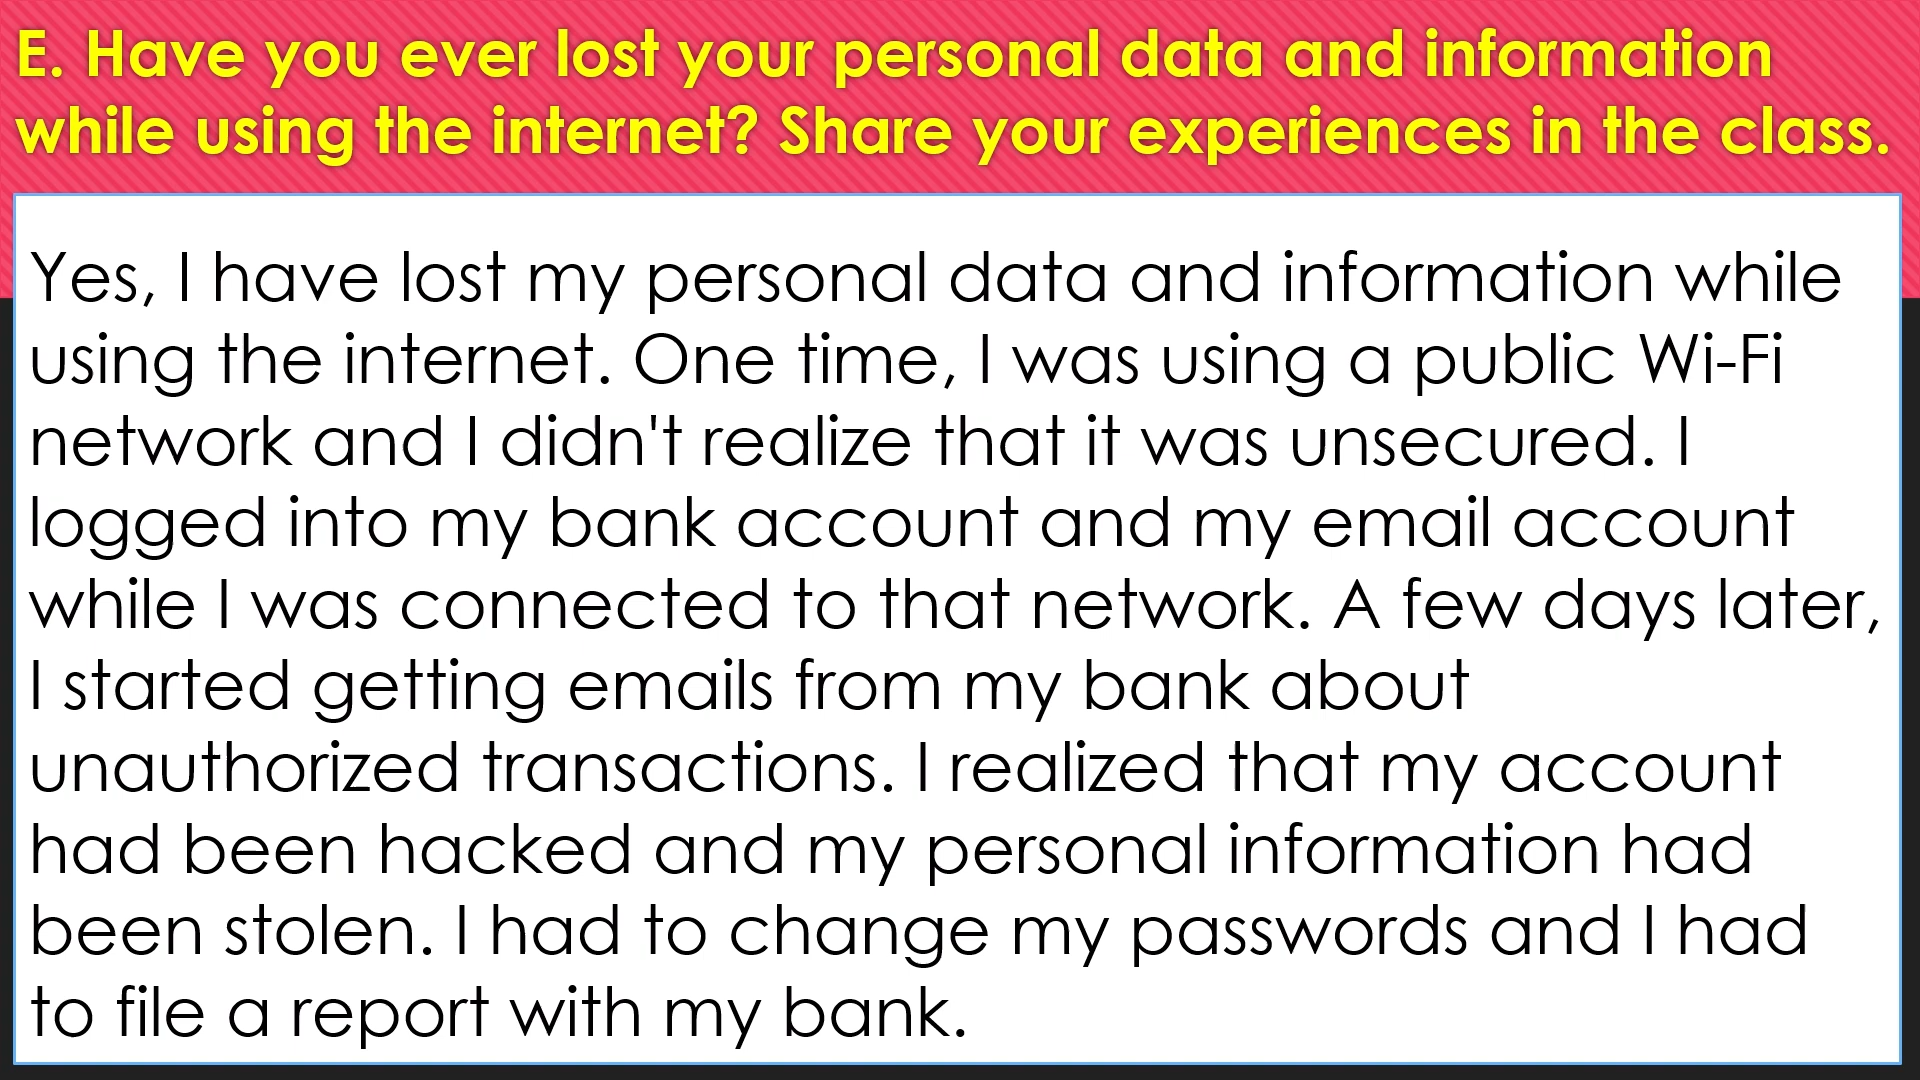 E. Have you ever lost your personal data and information
while using the internet? Share your experiences in the class.
Yes, I have lost my personal data and information while
using the internet. One time, I was using a public Wi-Fi
network and I didn't realize that it was unsecured. I
logged into my bank account and my email account
while I was connected to that network. A few days later,
I started getting emails from my bank about
unauthorized transactions. I realized that my account
had been hacked and my personal information had
been stolen. I had to change my passwords and I had
to file a report with my bank.